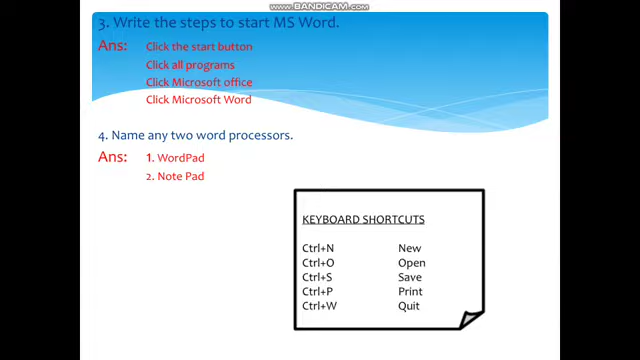 www.BANDICAM.com
3. Write the steps to start MS Word.
Ans: Click the start button
Click all programs
Click Microsoft office
Click Microsoft Word
4. Name any two word processors.
Ans: 1. WordPad
2. Note Pad
KEYBOARD SHORTCUTS
Ctrl+N New
Ctrl+O Open
Ctrl+S Save
Ctrl+P Print
Ctrl+W Quit